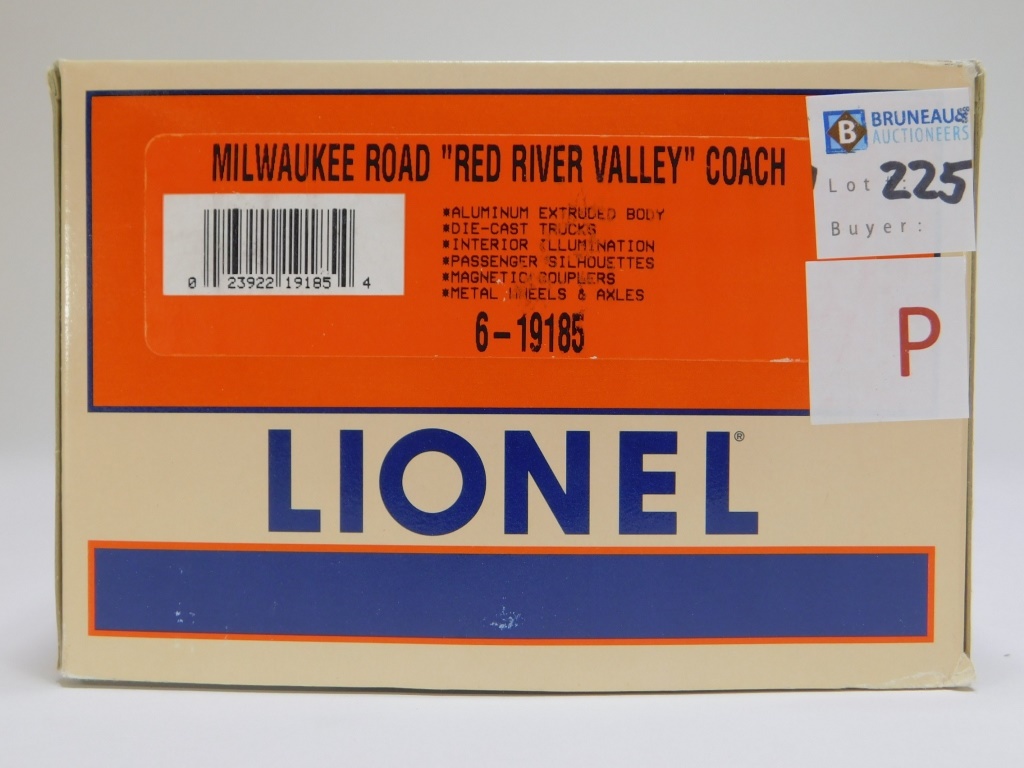 MILWAUKEE ROAD "RED RIVER VALLEY" COACH
*ALUMINUM EXTRUDED BODY
*DIE-CAST TRUCKS
*INTERIOR ILLUMINATION
*PASSENGER SILHOUETTES
*MAGNETIC COUPLERS
*METAL WHEELS & AXLES
0 23922 19185 4
6-19185
B BRUNEAU&
AUCTIONEERS
Lot 225
Buyer:
P
LIONEL®